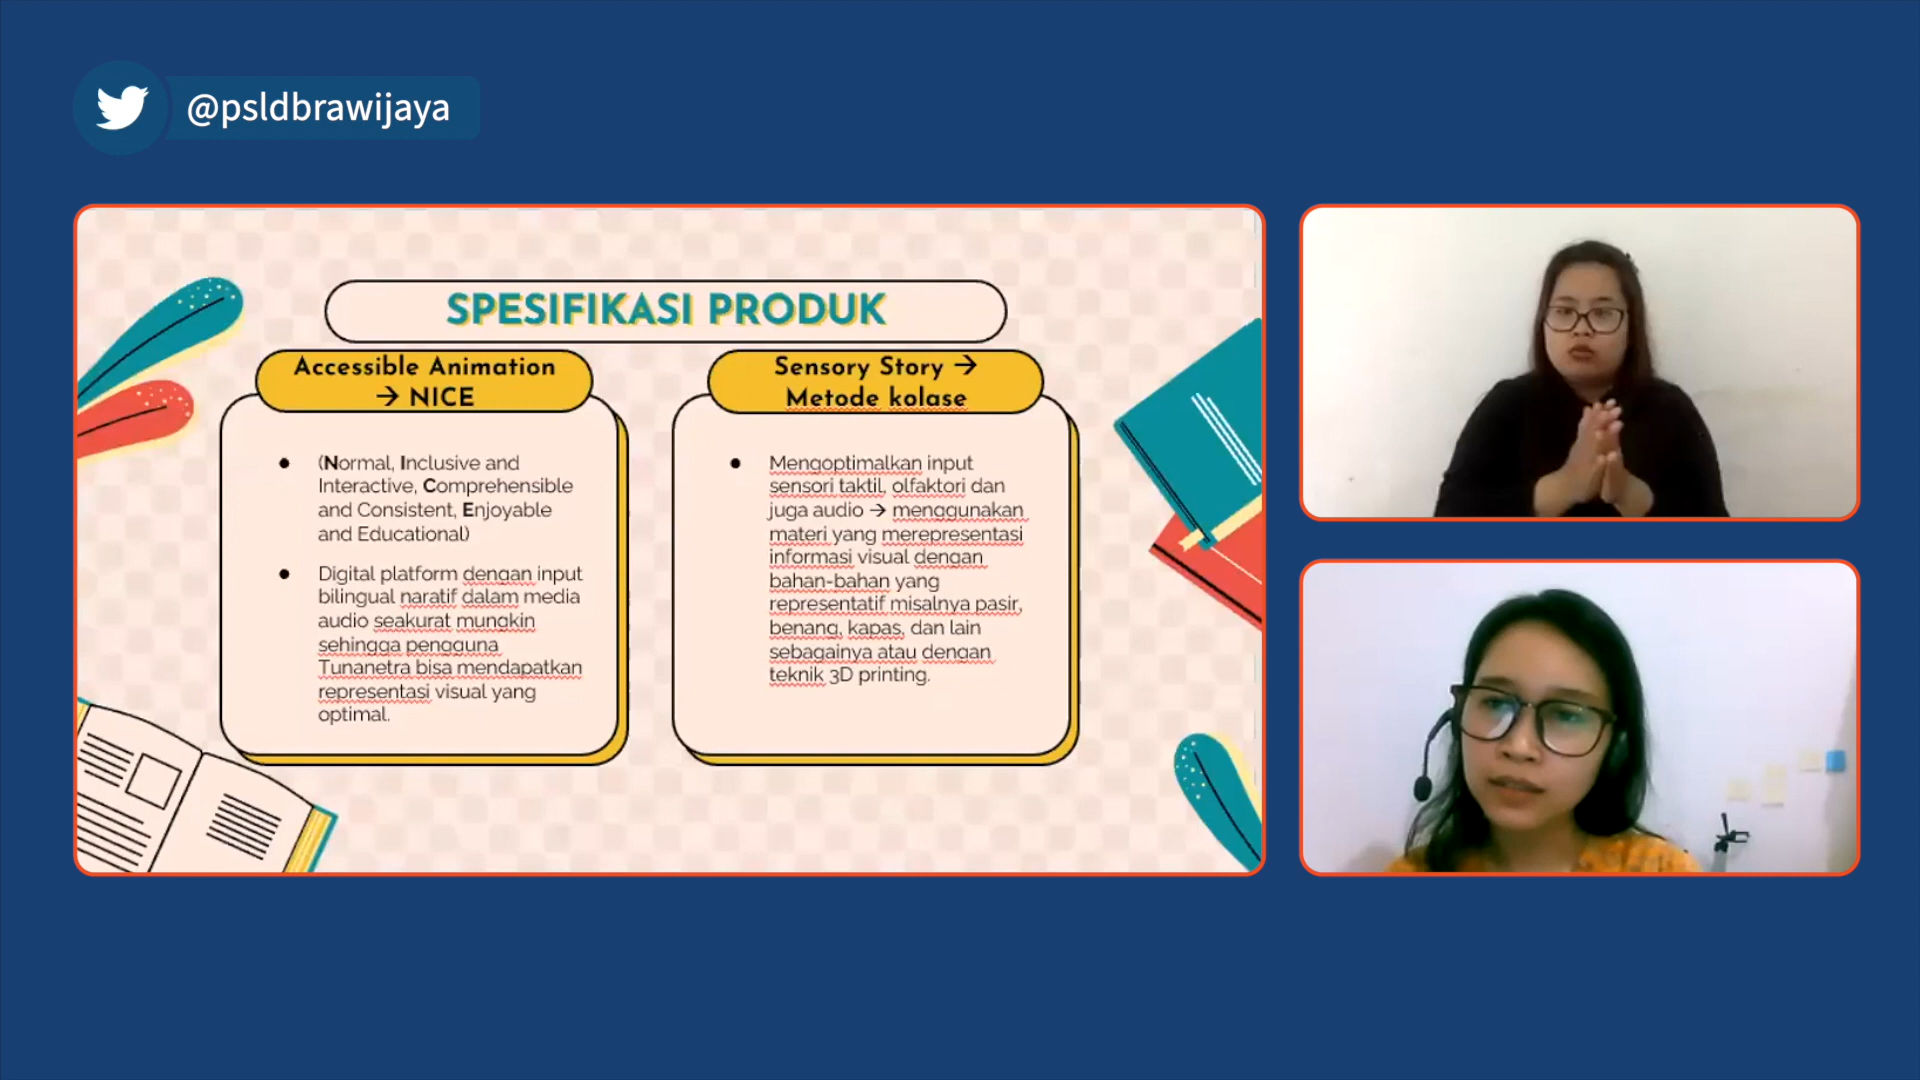 @psldbrawijaya
SPESIFIKASI PRODUK
Accessible Animation
→ NICE
● (Normal, Inclusive and
Interactive, Comprehensible
and Consistent, Enjoyable
and Educational)
● Digital platform dengan input
bilingual naratif dalam media
audio seakurat mungkin
sehingga pengguna
Tunanetra bisa mendapatkan
representasi visual yang
optimal.
Sensory Story →
Metode kolase
● Mengoptimalkan input
sensori taktil, olfaktori dan
juga audio → menggunakan
materi yang merepresentasi
informasi visual dengan
bahan-bahan yang
representatif misalnya pasir,
benang, kapas, dan lain
sebagainya atau dengan
teknik 3D printing.